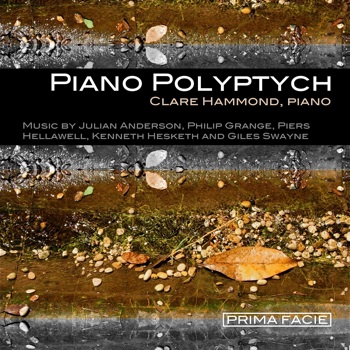 PIANO POLYPTYCH
CLARE HAMMOND, PIANO
MUSIC BY JULIAN ANDERSON, PHILIP GRANGE, PIERS
HELLAWELL, KENNETH HESKETH AND GILES SWAYNE
PRIMA FACIE